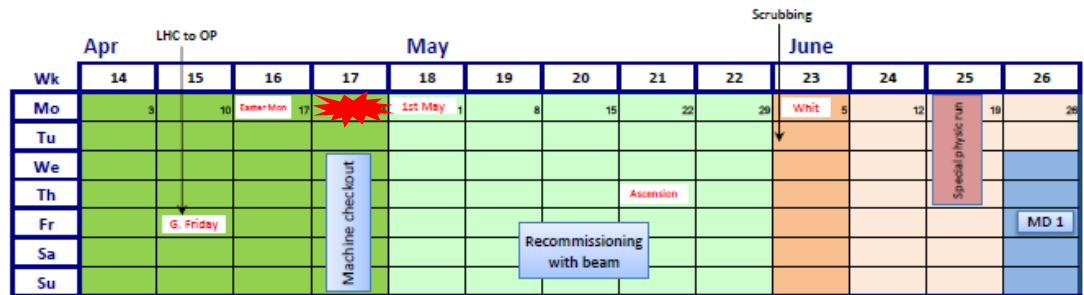 Scrubbing
LHC to OP
Apr May June
Wk 14 15 16 17 18 19 20 21 22 23 24 25 26
Mo 3 10 Easter Mon 17 1st May 1 8 15 22 29 Whit 5 12 19 26
Tu
We
Th Ascension
Fr G. Friday MD 1
Sa
Su
Machine checkout
Recommissioning
with beam
Special physic run